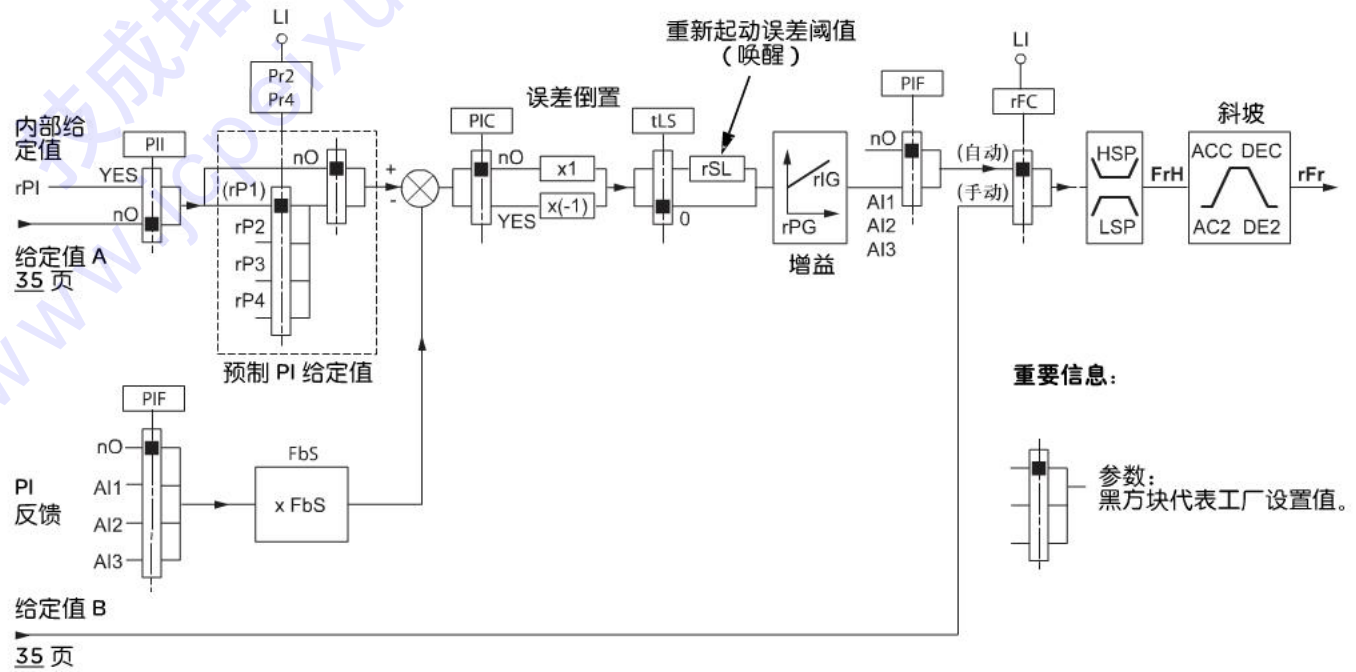 LI
Pr2
Pr4
内部给
定值
rPI
YES
nO
PII
给定值 A
35 页
nO
(rP1)
rP2
rP3
rP4
预制 PI 给定值
+
-
误差倒置
PIC
nO
YES
x1
x(-1)
tLS
0
重新起动误差阈值
(唤醒)
rSL
rIG
rPG
增益
PIF
nO
AI1
AI2
AI3
LI
rFC
(自动)
(手动)
HSP
LSP
FrH
斜坡
ACC DEC
AC2 DE2
rFr
PIF
nO
AI1
AI2
AI3
PI
反馈
FbS
x FbS
给定值 B
35 页
重要信息：
参数：
黑方块代表工厂设置值。
技成培
www.jcpeixu